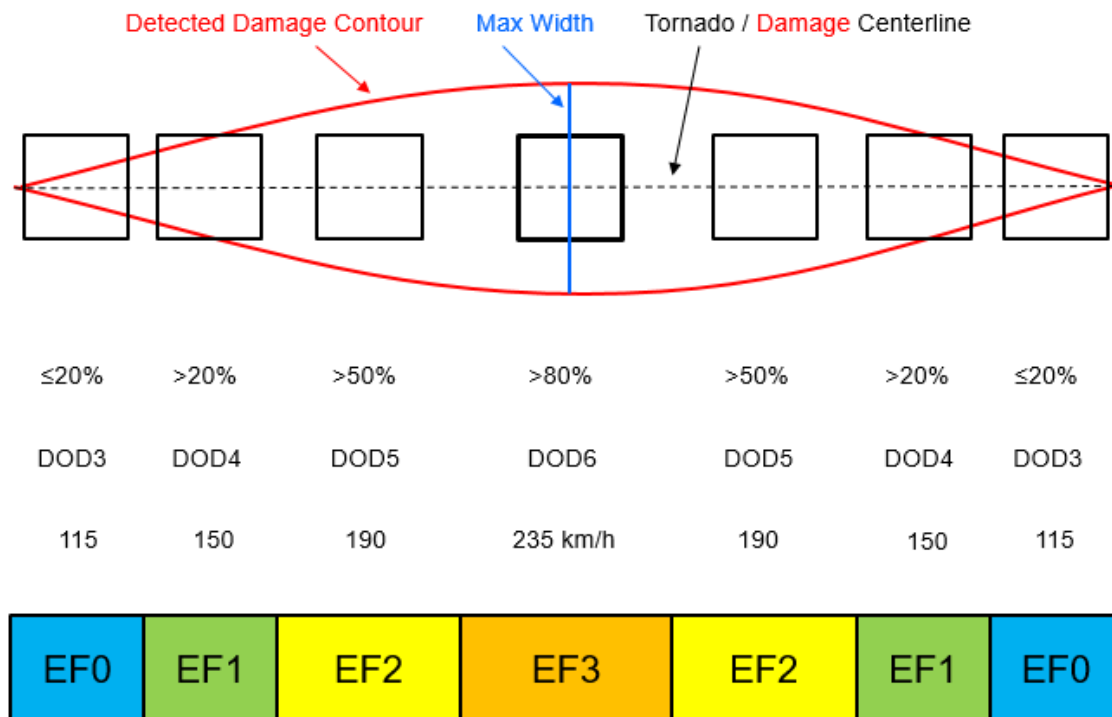 Detected Damage Contour Max Width Tornado / Damage Centerline
≤20% >20% >50% >80% >50% >20% ≤20%
DOD3 DOD4 DOD5 DOD6 DOD5 DOD4 DOD3
115 150 190 235 km/h 190 150 115
EF0 EF1 EF2 EF3 EF2 EF1 EF0